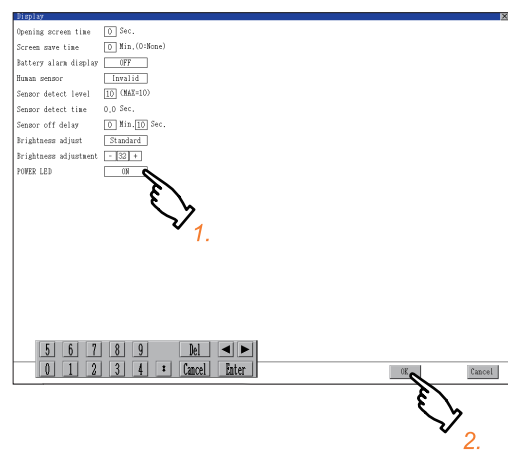 Display
Opening screen time 0 Sec.
Screen save time 0 Min.(0:None)
Battery alarm display OFF
Human sensor Invalid
Sensor detect level 10 (MAX=10)
Sensor detect time 0.0 Sec.
Sensor off delay 0 Min. 10 Sec.
Brightness adjust Standard
Brightness adjustment - 32 +
POWER LED ON
1.
5 6 7 8 9 Del ◄ ►
0 1 2 3 4 : Cancel Enter
OK Cancel
2.